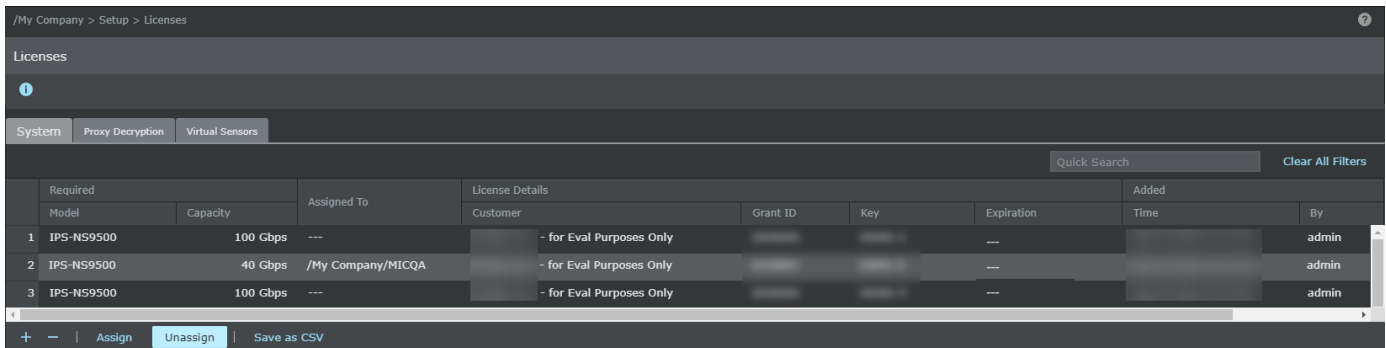 /My Company > Setup > Licenses
Licenses
System Proxy Decryption Virtual Sensors
Quick Search Clear All Filters
Required Assigned To License Details Added
Model Capacity Customer Grant ID Key Expiration Time By
1 IPS-NS9500 100 Gbps --- - for Eval Purposes Only --- admin
2 IPS-NS9500 40 Gbps /My Company/MICQA - for Eval Purposes Only --- admin
3 IPS-NS9500 100 Gbps --- - for Eval Purposes Only --- admin
+ − | Assign Unassign | Save as CSV